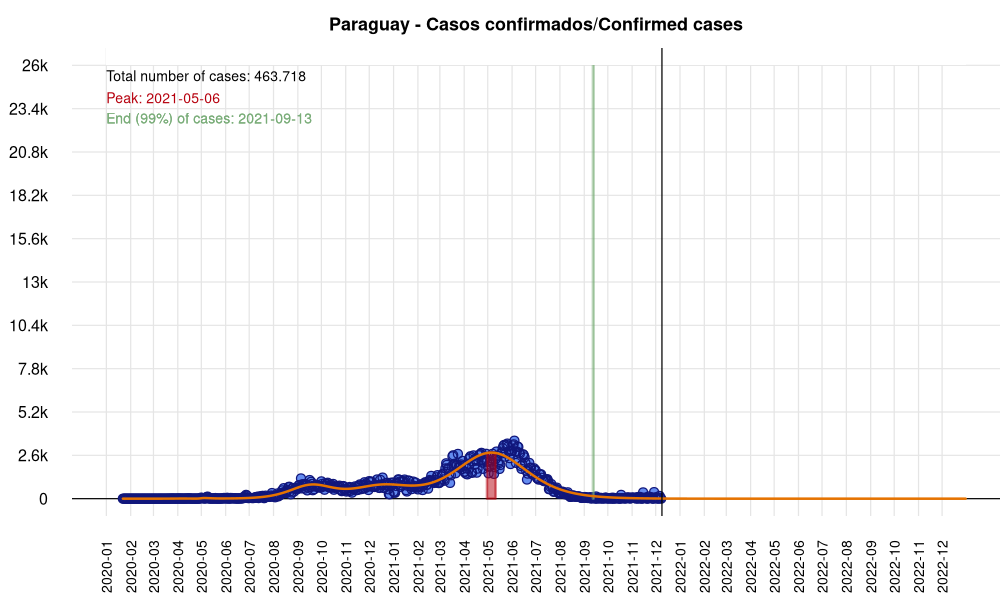 Paraguay - Casos confirmados/Confirmed cases
Total number of cases: 463.718
Peak: 2021-05-06
End (99%) of cases: 2021-09-13
26k
23.4k
20.8k
18.2k
15.6k
13k
10.4k
7.8k
5.2k
2.6k
0
2020-01
2020-02
2020-03
2020-04
2020-05
2020-06
2020-07
2020-08
2020-09
2020-10
2020-11
2020-12
2021-01
2021-02
2021-03
2021-04
2021-05
2021-06
2021-07
2021-08
2021-09
2021-10
2021-11
2021-12
2022-01
2022-02
2022-03
2022-04
2022-05
2022-06
2022-07
2022-08
2022-09
2022-10
2022-11
2022-12